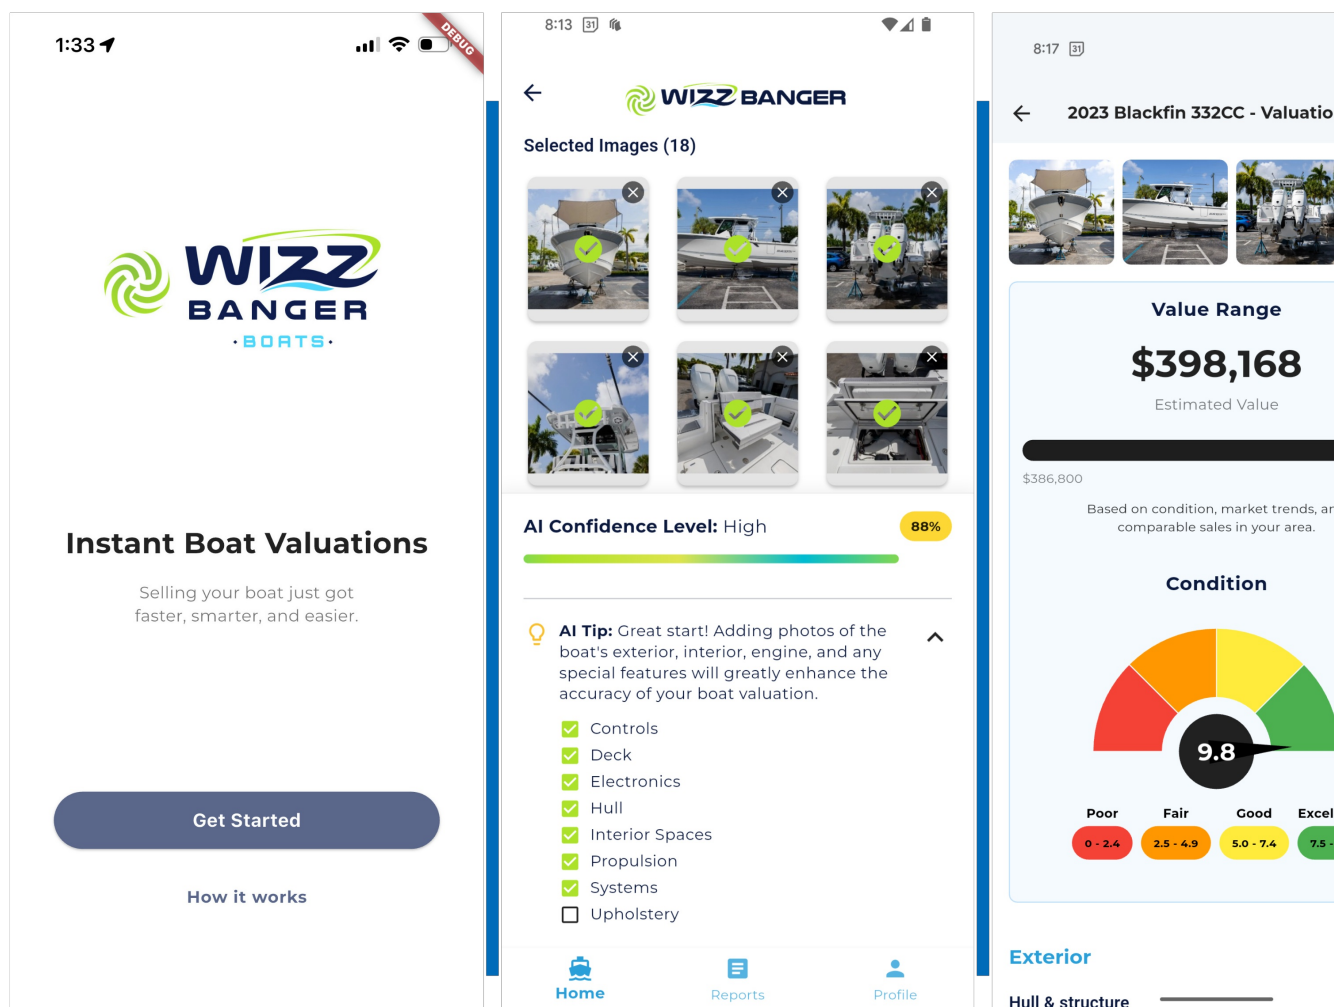 1:33
DEBUG
WIZZ
BANGER
·BOATS·
Instant Boat Valuations
Selling your boat just got
faster, smarter, and easier.
Get Started
How it works
8:13 31
WIZZ BANGER
Selected Images (18)
AI Confidence Level: High 88%
AI Tip: Great start! Adding photos of the
boat's exterior, interior, engine, and any
special features will greatly enhance the
accuracy of your boat valuation.
Controls
Deck
Electronics
Hull
Interior Spaces
Propulsion
Systems
Upholstery
Home Reports Profile
8:17 31
2023 Blackfin 332CC - Valuatio
Value Range
$398,168
Estimated Value
$386,800
Based on condition, market trends, an
comparable sales in your area.
Condition
9.8
Poor Fair Good Excel
0 - 2.4 2.5 - 4.9 5.0 - 7.4 7.5 -
Exterior
Hull & structure